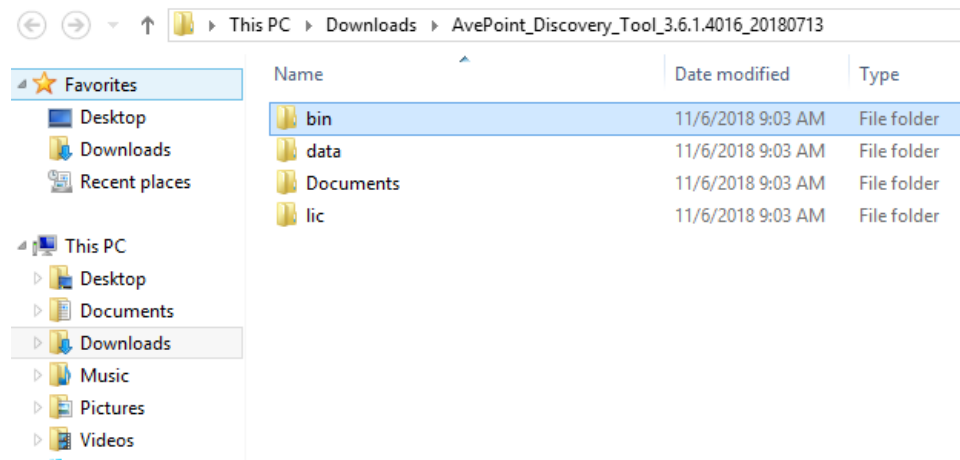 This PC Downloads AvePoint_Discovery_Tool_3.6.1.4016_20180713
Favorites
Desktop
Downloads
Recent places
This PC
Desktop
Documents
Downloads
Music
Pictures
Videos
Name Date modified Type
bin 11/6/2018 9:03 AM File folder
data 11/6/2018 9:03 AM File folder
Documents 11/6/2018 9:03 AM File folder
lic 11/6/2018 9:03 AM File folder